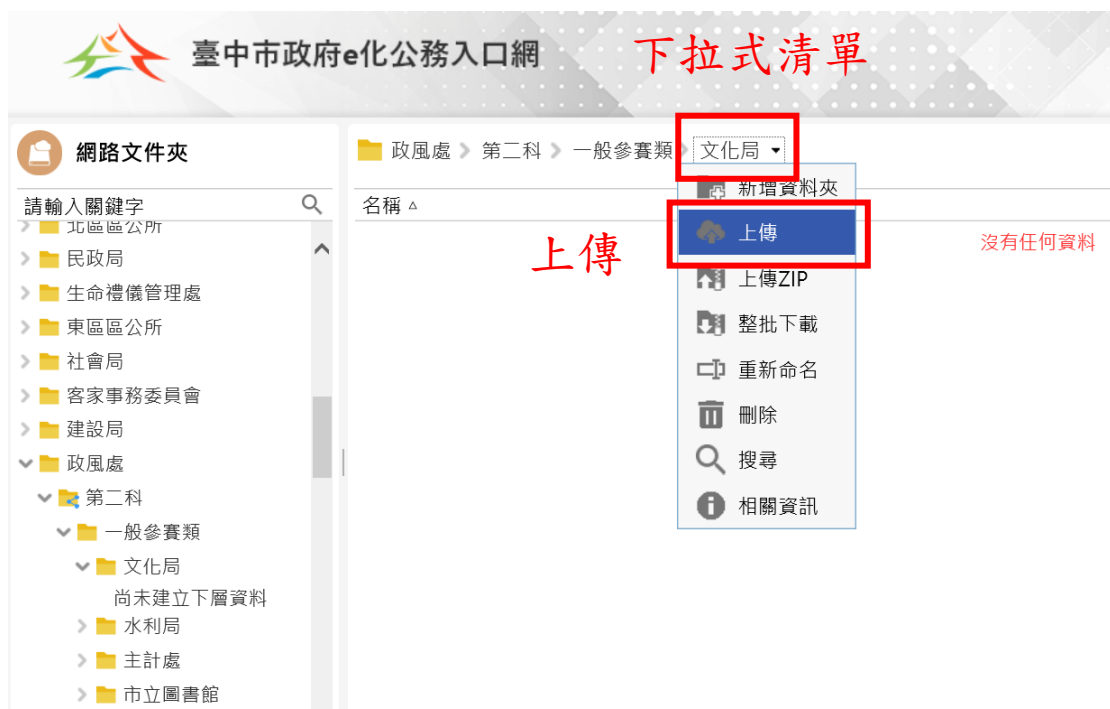 臺中市政府e化公務入口網
下拉式清單
網路文件夾
政風處 第二科 一般參賽類 文化局
請輸入關鍵字
名稱
北區區公所
民政局
生命禮儀管理處
東區區公所
社會局
客家事務委員會
建設局
政風處
第二科
一般參賽類
文化局
尚未建立下層資料
水利局
主計處
市立圖書館
新增資料夾
上傳
上傳
上傳ZIP
整批下載
重新命名
刪除
搜尋
相關資訊
沒有任何資料